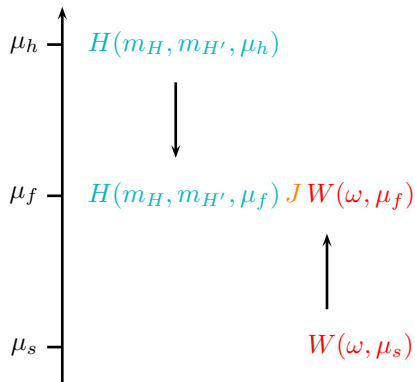 μ_h H(m_H, m_{H'}, μ_h)
μ_f H(m_H, m_{H'}, μ_f) J W(ω, μ_f)
μ_s W(ω, μ_s)